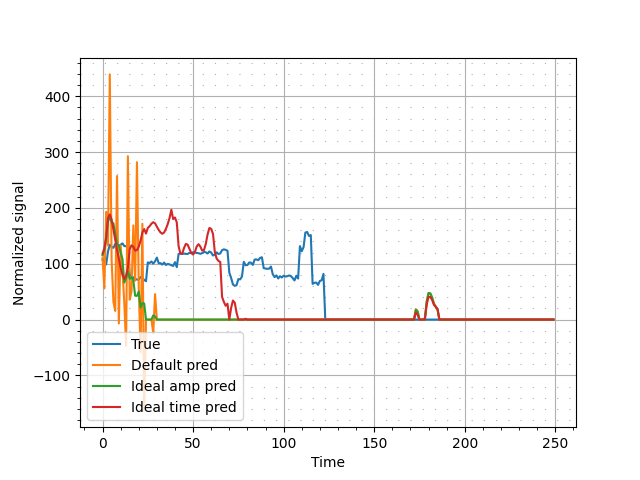 400
300
200
100
0
−100
Normalized signal
True
Default pred
Ideal amp pred
Ideal time pred
0 50 100 150 200 250
Time